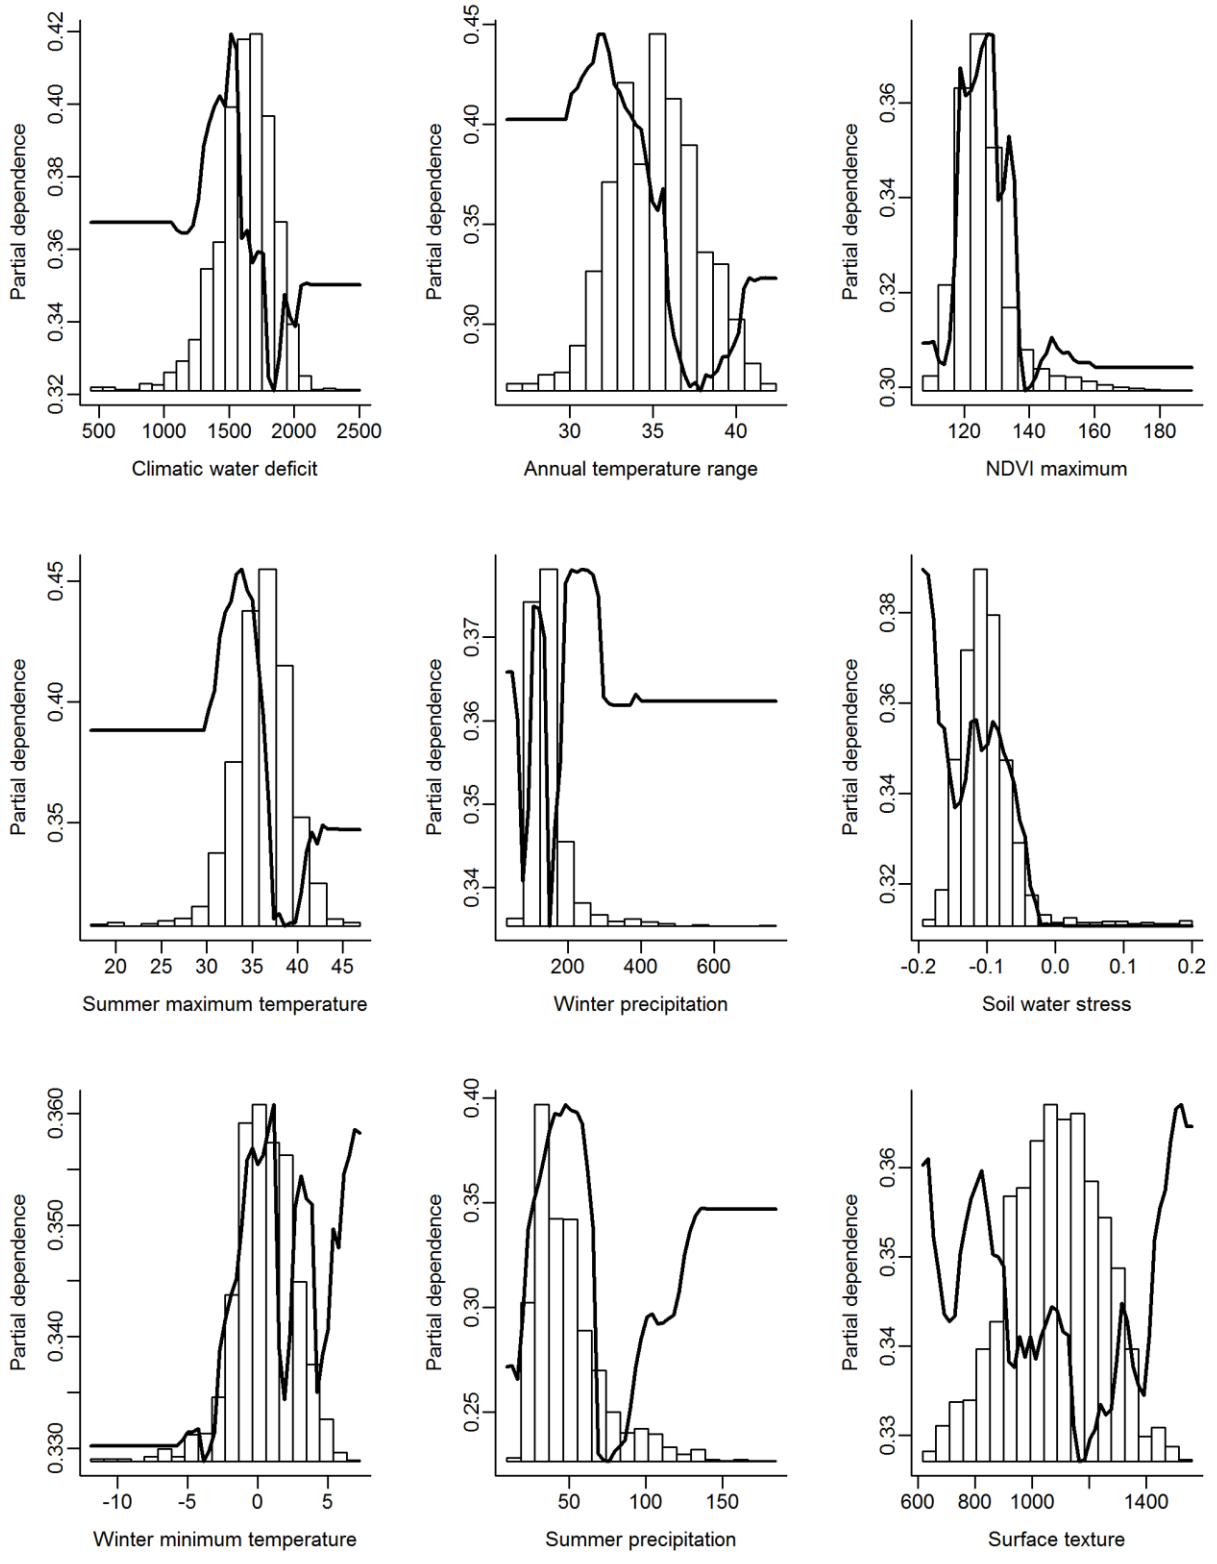 Partial dependence
0.32 0.34 0.36 0.38 0.40 0.42
500 1000 1500 2000 2500
Climatic water deficit
Partial dependence
0.30 0.35 0.40 0.45
30 35 40
Annual temperature range
Partial dependence
0.30 0.32 0.34 0.36
120 140 160 180
NDVI maximum
Partial dependence
0.35 0.40 0.45
20 25 30 35 40 45
Summer maximum temperature
Partial dependence
0.34 0.35 0.36 0.37
200 400 600
Winter precipitation
Partial dependence
0.32 0.34 0.36 0.38
-0.2 -0.1 0.0 0.1 0.2
Soil water stress
Partial dependence
0.330 0.340 0.350 0.360
-10 -5 0 5
Winter minimum temperature
Partial dependence
0.25 0.30 0.35 0.40
50 100 150
Summer precipitation
Partial dependence
0.33 0.34 0.35 0.36
600 1000 1400
Surface texture